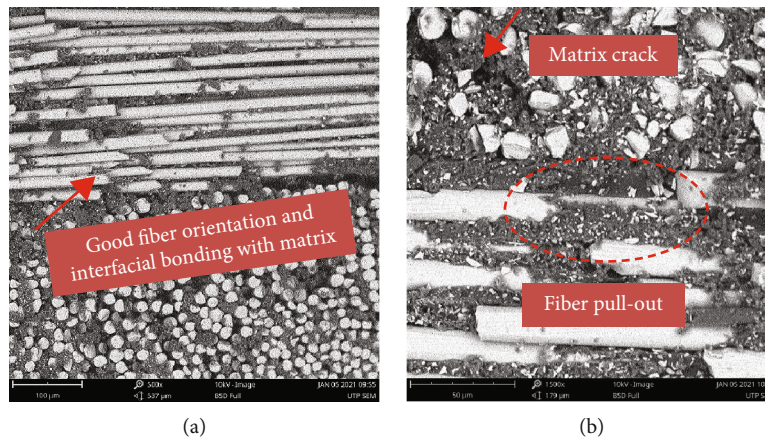 Good fiber orientation and
interfacial bonding with matrix
100 µm
500x
537 µm
10kV - Image
BSD Full
JAN 05 2021 09:55
UTP SEM
(a)
Matrix crack
Fiber pull-out
50 µm
1500x
179 µm
10kV - Image
BSD Full
JAN 05 2021 10
UTP SEM
(b)